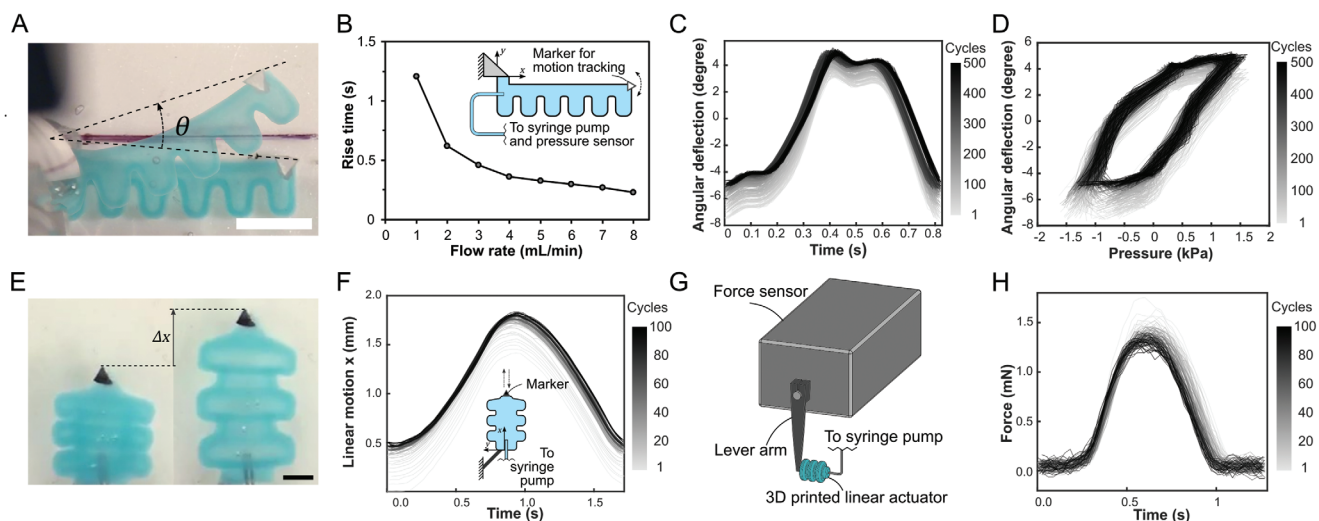 A
θ
B
Rise time (s)
1.5
1
0.5
0
0 1 2 3 4 5 6 7 8
Flow rate (mL/min)
y
x
Marker for
motion tracking
To syringe pump
and pressure sensor
C
Angular deflection (degree)
6
4
2
0
-2
-4
-6
-8
0 0.1 0.2 0.3 0.4 0.5 0.6 0.7 0.8
Time (s)
Cycles
500
400
300
200
100
1
D
Angular deflection (degree)
6
4
2
0
-2
-4
-6
-8
-2 -1.5 -1 -0.5 0 0.5 1 1.5 2
Pressure (kPa)
Cycles
500
400
300
200
100
1
E
Δx
F
Linear motion x (mm)
2.0
1.5
1.0
0.5
0.0 0.5 1.0 1.5
Time (s)
Marker
x
y
To
syringe
pump
Cycles
100
80
60
40
20
1
G
Force sensor
Lever arm
To syringe pump
3D printed linear actuator
H
Force (mN)
1.5
1.0
0.5
0.0
0.0 0.5 1 1.5
Time (s)
Cycles
100
80
60
40
20
1